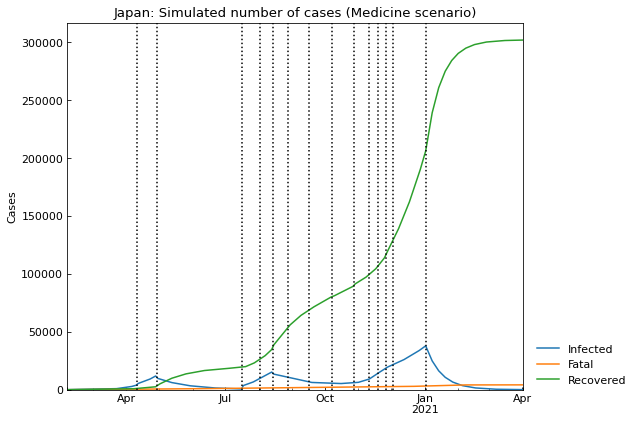 Japan: Simulated number of cases (Medicine scenario)
300000
250000
200000
150000
100000
50000
0
Cases
Apr
Jul
Oct
Jan
2021
Apr
Infected
Fatal
Recovered